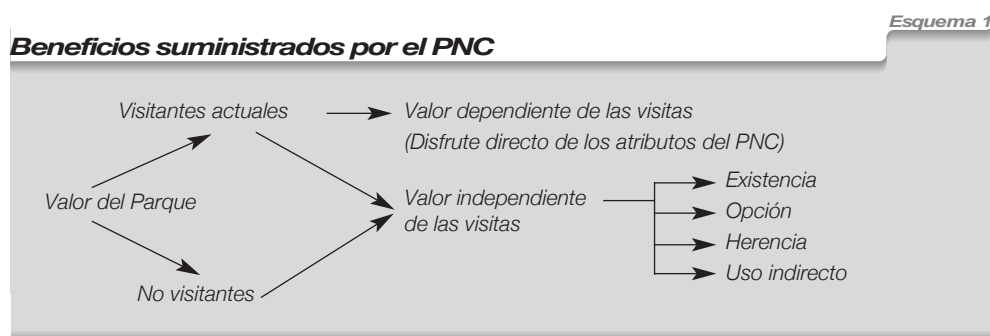 Esquema 1
Beneficios suministrados por el PNC
Visitantes actuales
Valor dependiente de las visitas
(Disfrute directo de los atributos del PNC)
Valor del Parque
Valor independiente
de las visitas
Existencia
Opción
Herencia
Uso indirecto
No visitantes